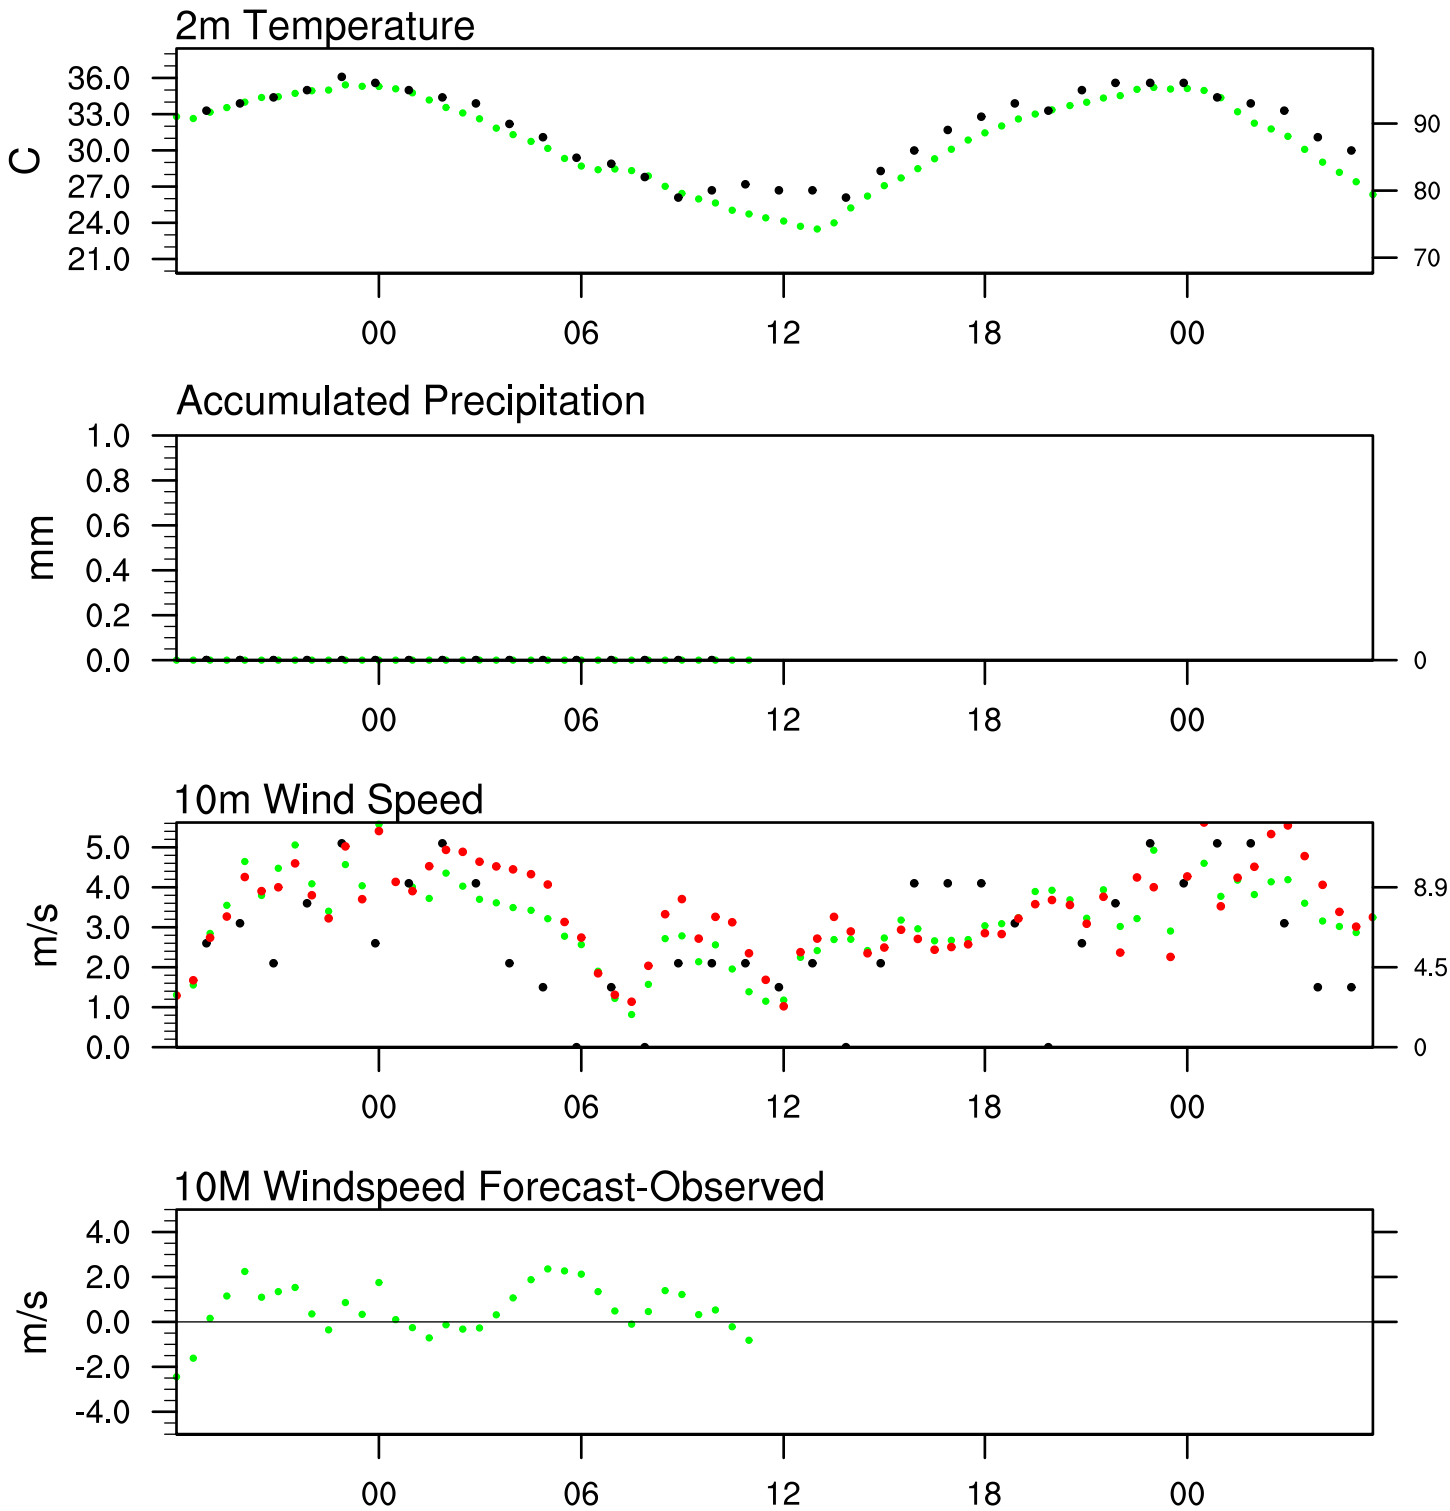 2m Temperature
36.0
33.0
30.0
27.0
24.0
21.0
C
90
80
70
00 06 12 18 00
Accumulated Precipitation
1.0
0.8
0.6
0.4
0.2
0.0
mm
0
00 06 12 18 00
10m Wind Speed
5.0
4.0
3.0
2.0
1.0
0.0
m/s
8.9
4.5
0
00 06 12 18 00
10M Windspeed Forecast-Observed
4.0
2.0
0.0
-2.0
-4.0
m/s
00 06 12 18 00